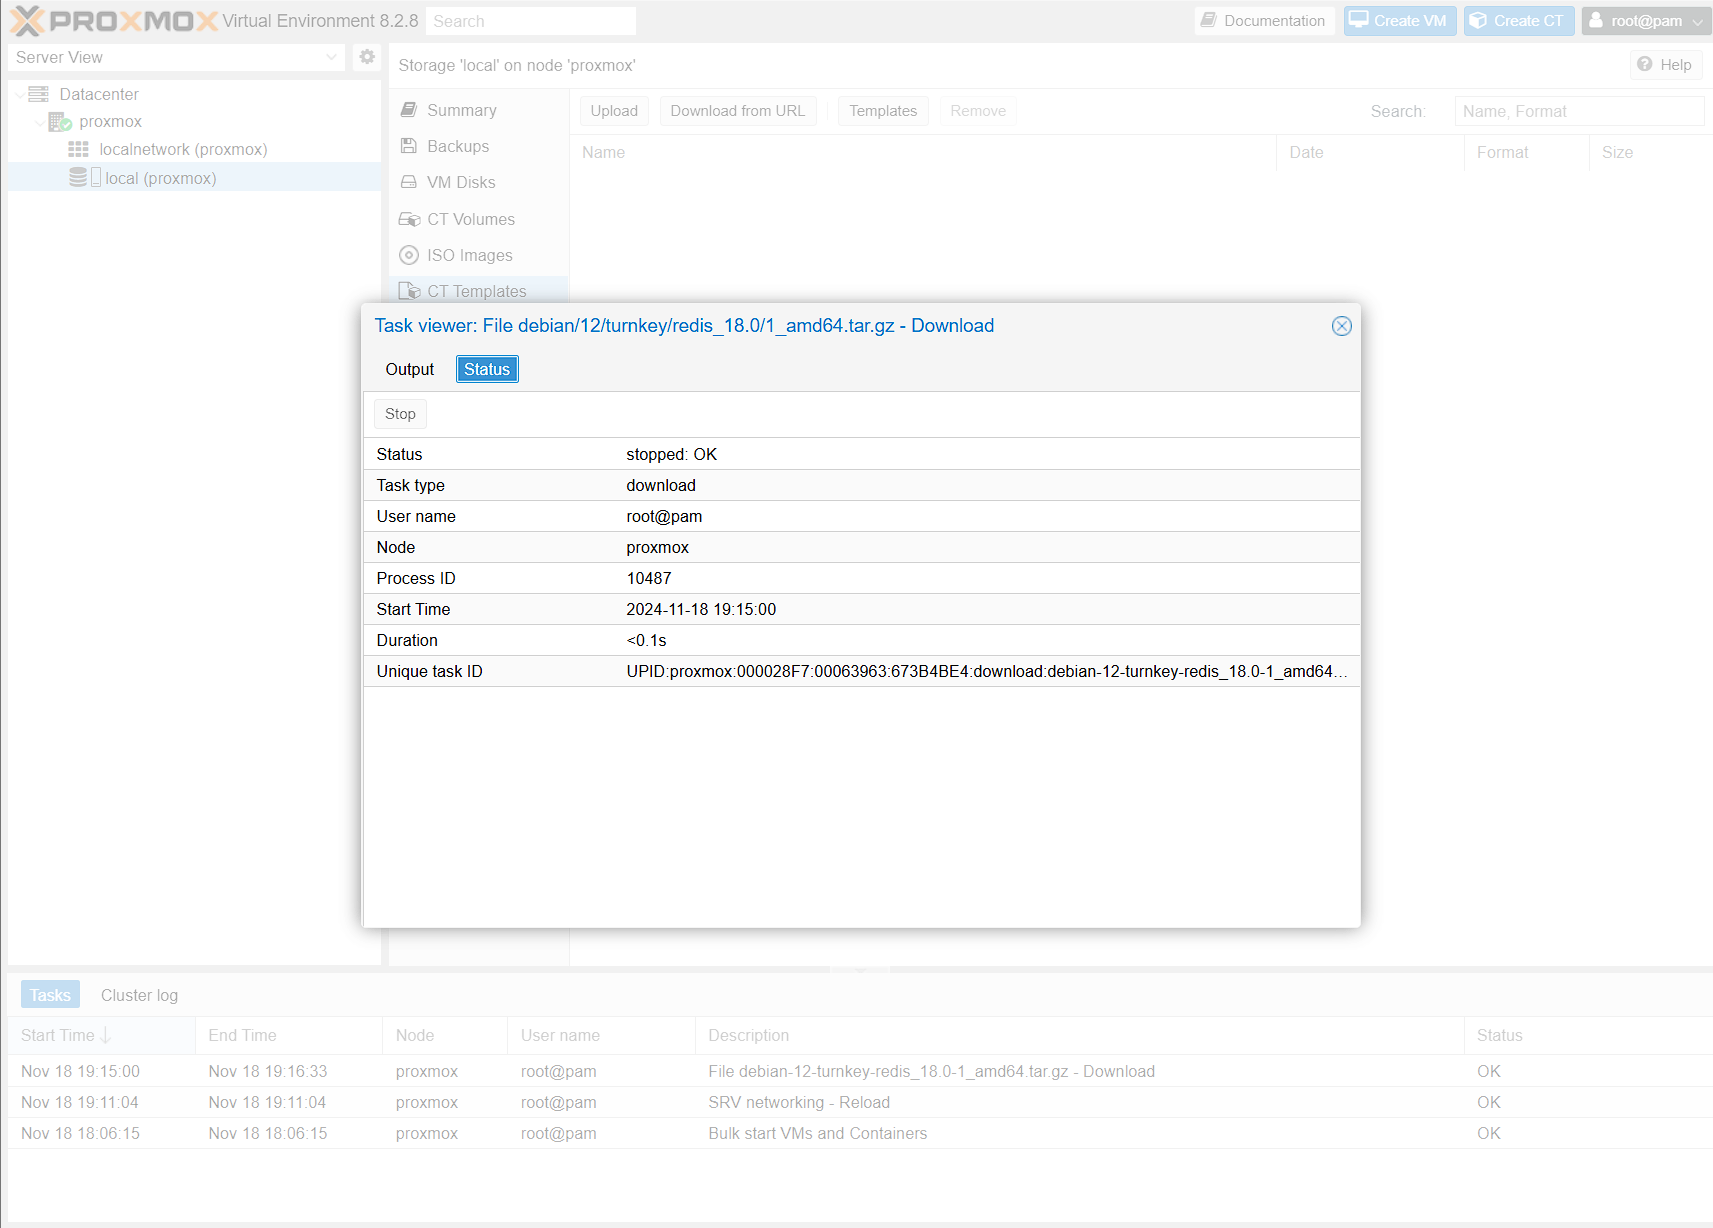 PROXMOX Virtual Environment 8.2.8 Search Documentation Create VM Create CT root@pam
Server View
Storage 'local' on node 'proxmox' Help
Datacenter
proxmox
localnetwork (proxmox)
local (proxmox)
Summary
Backups
VM Disks
CT Volumes
ISO Images
CT Templates
Upload Download from URL Templates Remove Search: Name, Format
Name Date Format Size
Task viewer: File debian/12/turnkey/redis_18.0/1_amd64.tar.gz - Download
Output Status
Stop
Status stopped: OK
Task type download
User name root@pam
Node proxmox
Process ID 10487
Start Time 2024-11-18 19:15:00
Duration <0.1s
Unique task ID UPID:proxmox:000028F7:00063963:673B4BE4:download:debian-12-turnkey-redis_18.0-1_amd64...
Tasks Cluster log
Start Time End Time Node User name Description Status
Nov 18 19:15:00 Nov 18 19:16:33 proxmox root@pam File debian-12-turnkey-redis_18.0-1_amd64.tar.gz - Download OK
Nov 18 19:11:04 Nov 18 19:11:04 proxmox root@pam SRV networking - Reload OK
Nov 18 18:06:15 Nov 18 18:06:15 proxmox root@pam Bulk start VMs and Containers OK